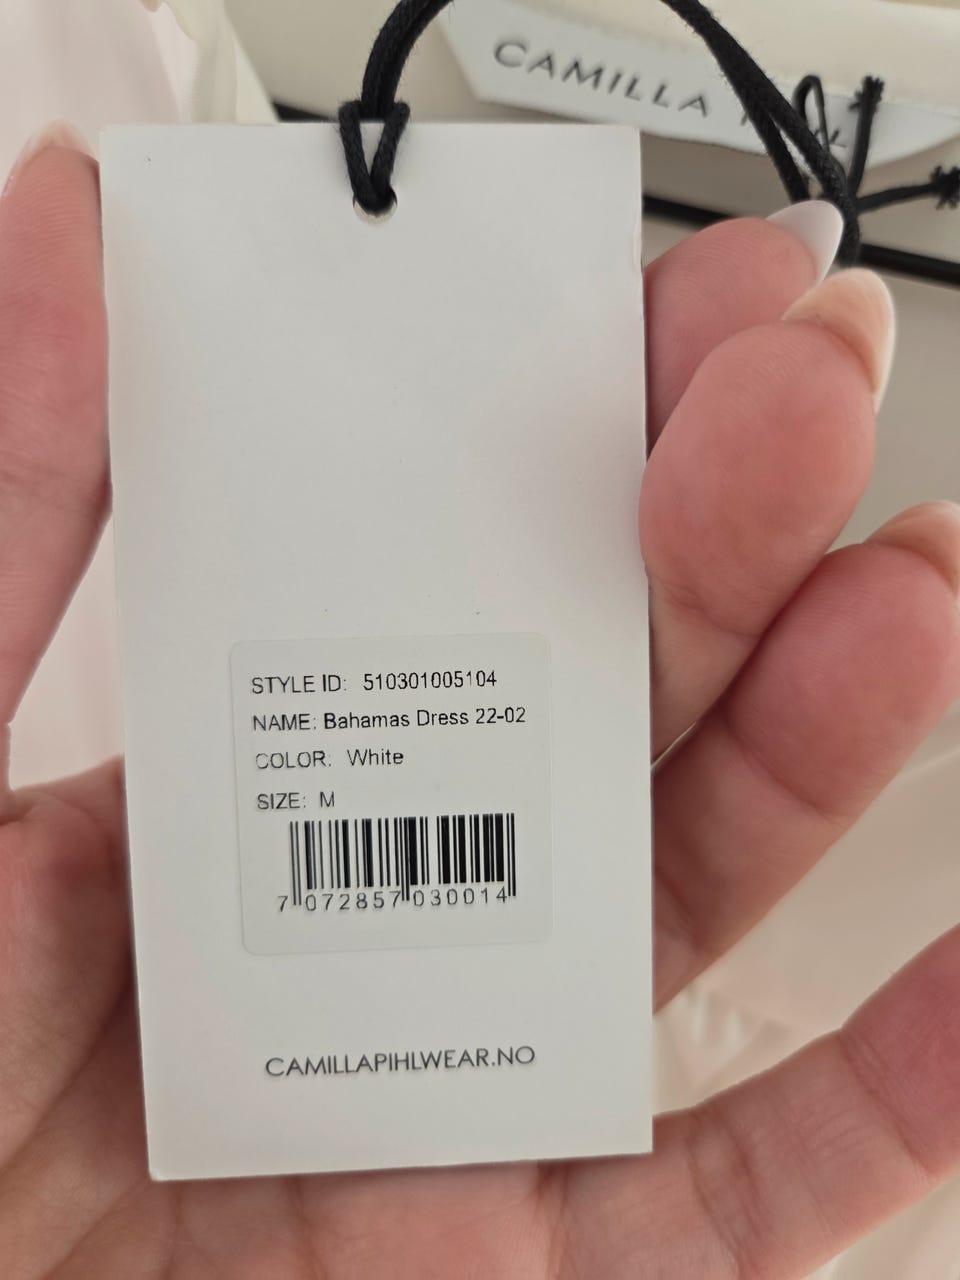 CAMILLA
STYLE ID: 510301005104
NAME: Bahamas Dress 22-02
COLOR: White
SIZE: M
7 072857 030014
CAMILLAPIHLWEAR.NO